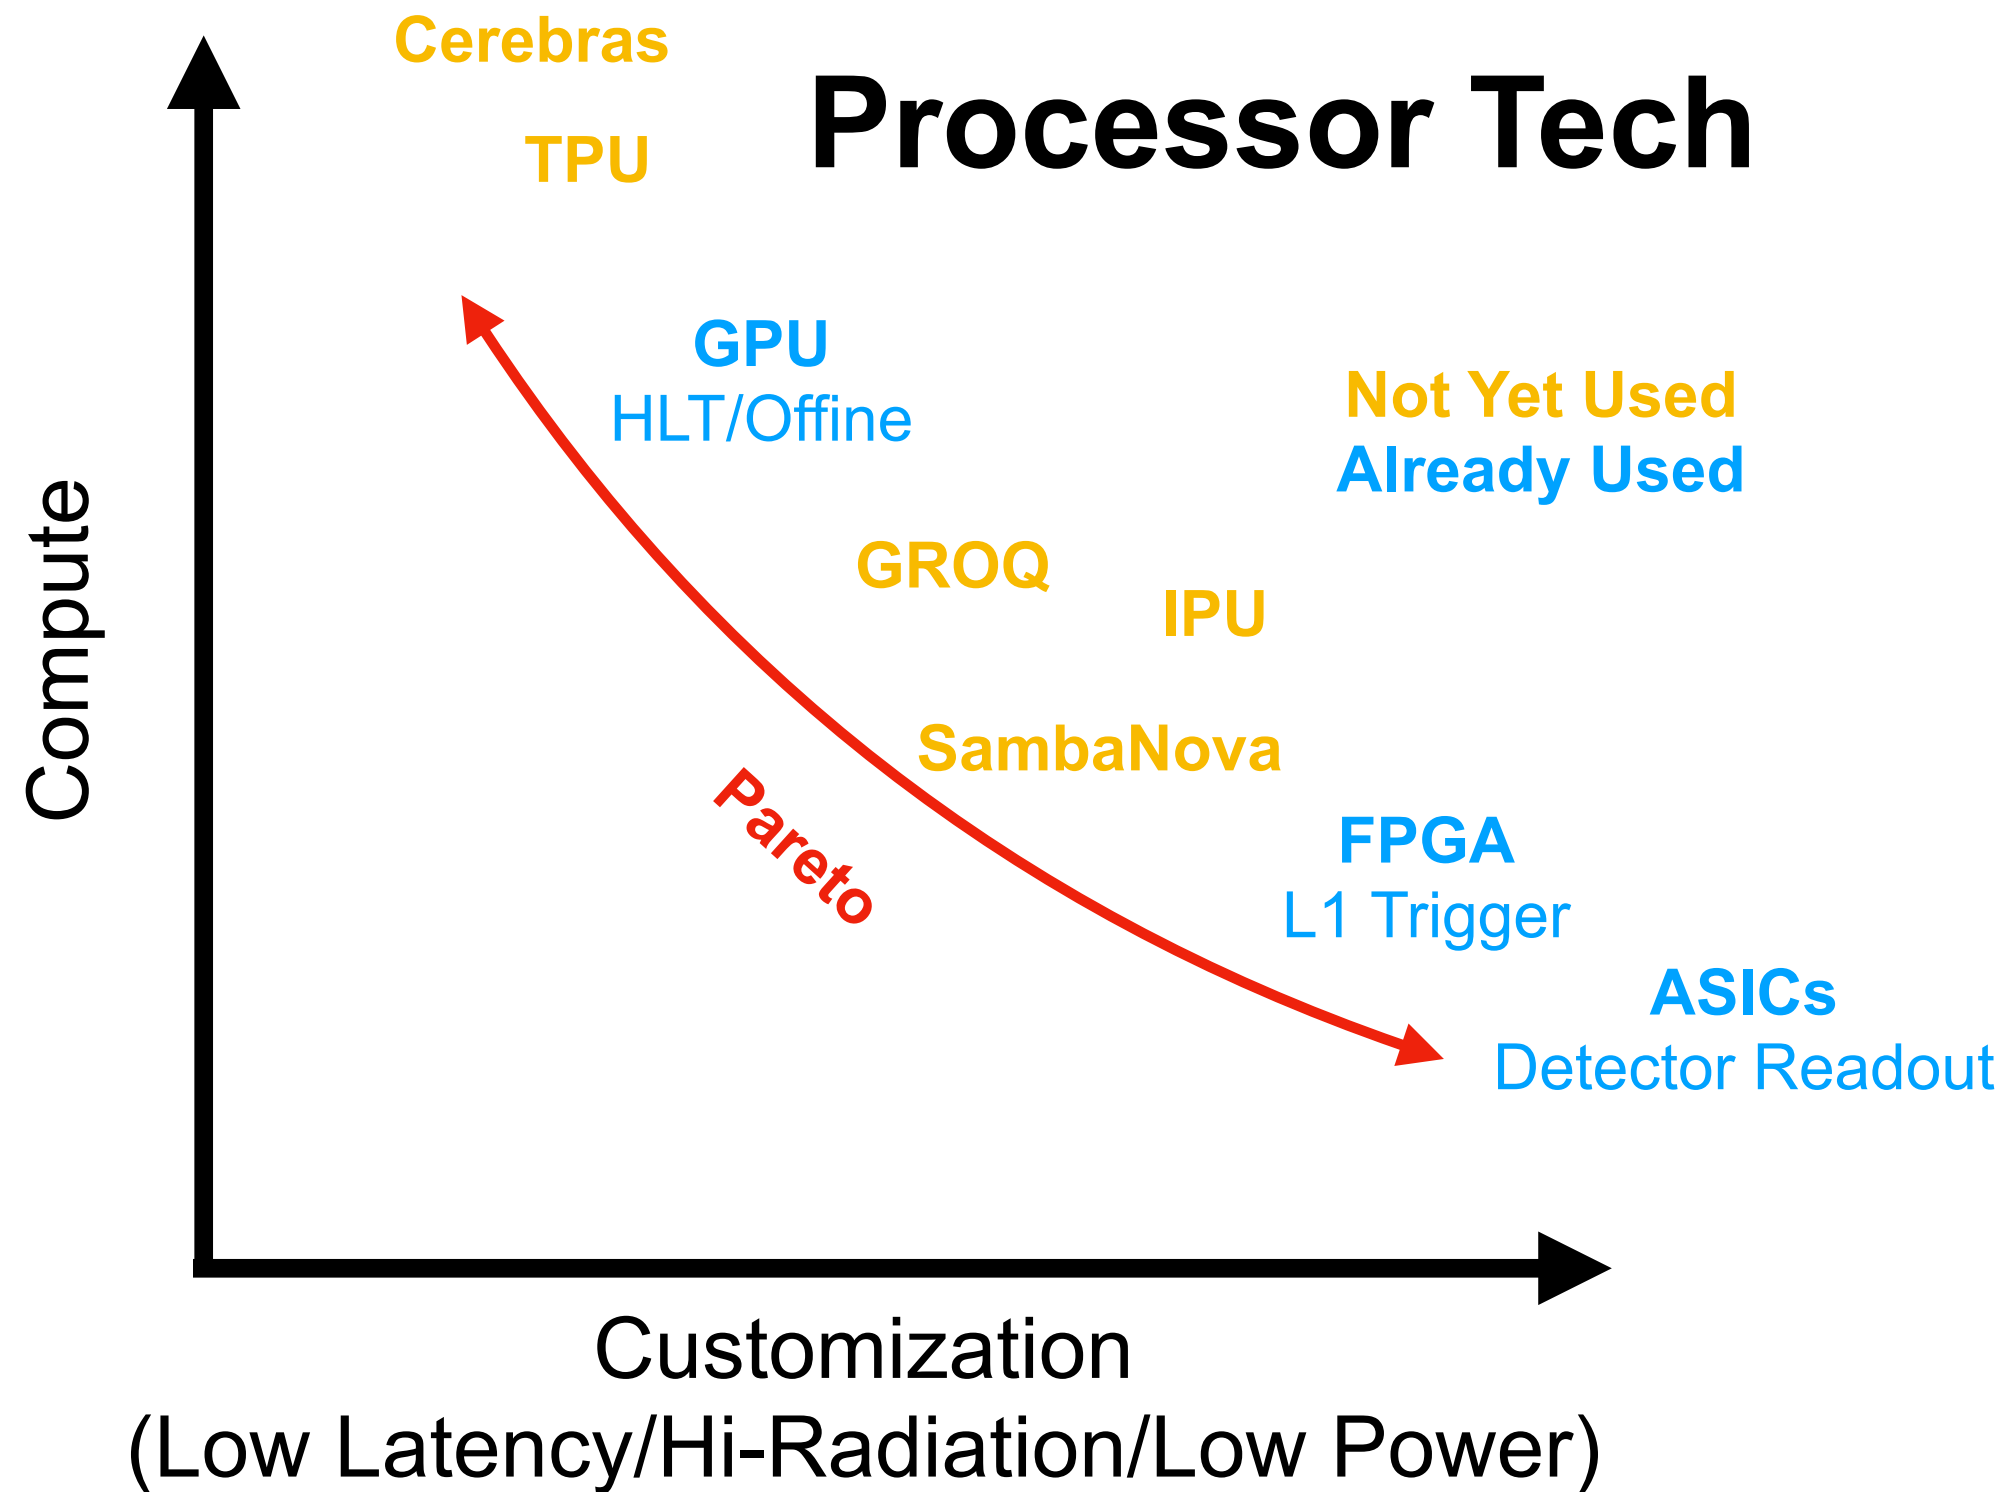 Cerebras
Processor Tech
TPU
GPU
HLT/Offine
Not Yet Used
Already Used
Compute
GROQ
IPU
SambaNova
Pareto
FPGA
L1 Trigger
ASICs
Detector Readout
Customization
(Low Latency/Hi-Radiation/Low Power)